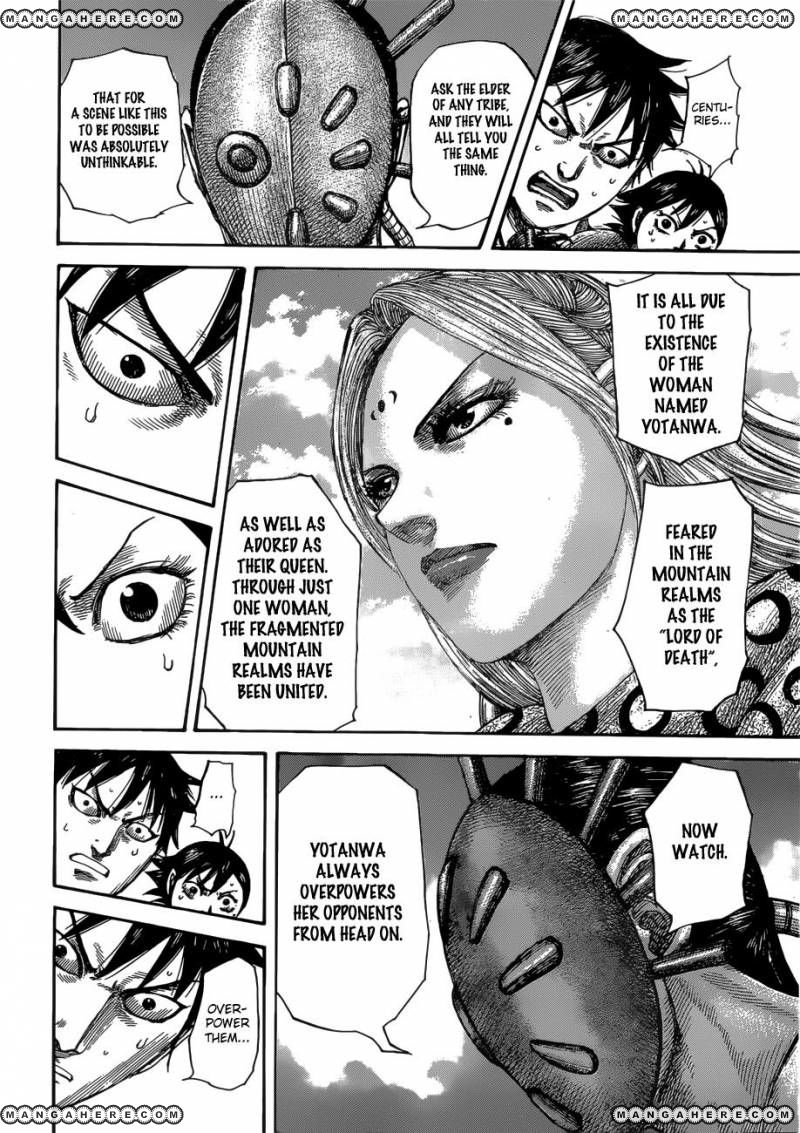 MANGAHERE.COM
MANGAHERE.COM
CENTU-
RIES...
ASK THE ELDER
OF ANY TRIBE,
AND THEY WILL
ALL TELL YOU
THE SAME
THING.
THAT FOR
A SCENE LIKE THIS
TO BE POSSIBLE
WAS ABSOLUTELY
UNTHINKABLE.
IT IS ALL DUE
TO THE
EXISTENCE
OF THE
WOMAN
NAMED
YOTANWA.
FEARED
IN THE
MOUNTAIN
REALMS
AS THE
"LORD OF
DEATH",
AS WELL AS
ADORED AS
THEIR QUEEN.
THROUGH JUST
ONE WOMAN,
THE FRAGMENTED
MOUNTAIN
REALMS HAVE
BEEN UNITED.
...
NOW
WATCH.
YOTANWA
ALWAYS
OVERPOWERS
HER OPPONENTS
FROM HEAD ON.
OVER-
POWER
THEM...
MANGAHERE.COM
MANGAHERE.COM